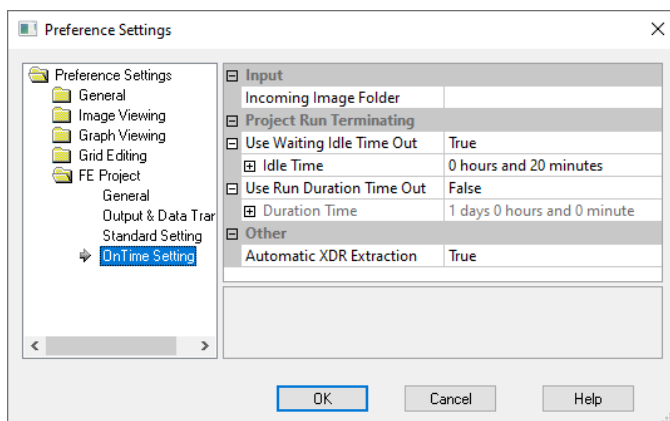 Preference Settings
Preference Settings
General
Image Viewing
Graph Viewing
Grid Editing
FE Project
General
Output & Data Trar
Standard Setting
OnTime Setting
Input
Incoming Image Folder
Project Run Terminating
Use Waiting Idle Time Out True
Idle Time 0 hours and 20 minutes
Use Run Duration Time Out False
Duration Time 1 days 0 hours and 0 minute
Other
Automatic XDR Extraction True
OK Cancel Help